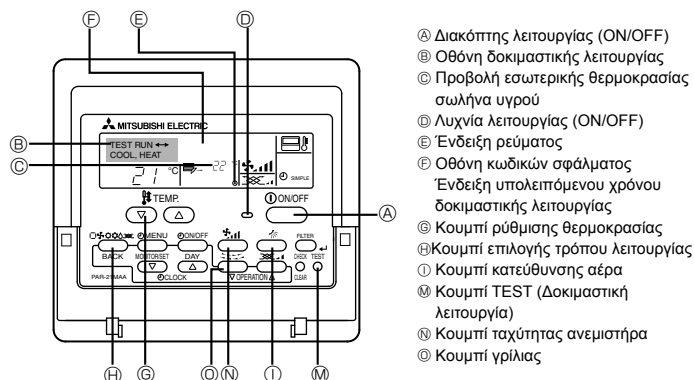 Ⓕ Ⓔ Ⓓ
Ⓑ
Ⓒ
Ⓐ
MITSUBISHI ELECTRIC
TEST RUN ↔
COOL, HEAT
21 °C
22 °C
SIMPLE
TEMP.
ON/OFF
MENU ON/OFF FILTER
BACK MONITOR/SET DAY CHECK TEST
PAR-21MAA CLOCK ▽ OPERATION △ CLEAR
Ⓗ Ⓖ Ⓞ Ⓝ Ⓘ Ⓜ
Ⓐ Διακόπτης λειτουργίας (ON/OFF)
Ⓑ Οθόνη δοκιμαστικής λειτουργίας
Ⓒ Προβολή εσωτερικής θερμοκρασίας
σωλήνα υγρού
Ⓓ Λυχνία λειτουργίας (ON/OFF)
Ⓔ Ένδειξη ρεύματος
Ⓕ Οθόνη κωδικών σφάλματος
Ένδειξη υπολειπόμενου χρόνου
δοκιμαστικής λειτουργίας
Ⓖ Κουμπί ρύθμισης θερμοκρασίας
Ⓗ Κουμπί επιλογής τρόπου λειτουργίας
Ⓘ Κουμπί κατεύθυνσης αέρα
Ⓜ Κουμπί TEST (Δοκιμαστική
λειτουργία)
Ⓝ Κουμπί ταχύτητας ανεμιστήρα
Ⓞ Κουμπί γρίλιας